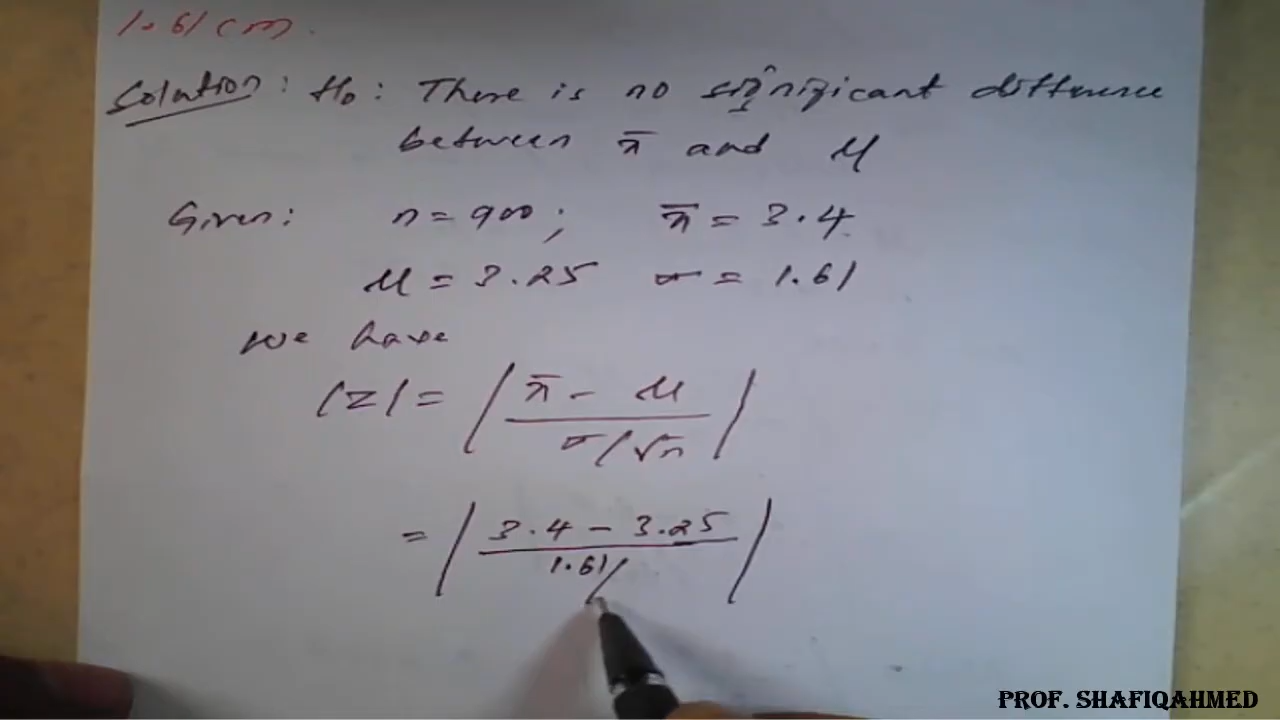 1.61 cm.
Solution: H₀: There is no significant difference
between x̄ and μ
Given: n = 900; x̄ = 3.4
μ = 3.25 σ = 1.61
we have
|z| = | x̄ - μ / σ/√n |
= | 3.4 - 3.25 / 1.61/ |
PROF. SHAFIQAHMED